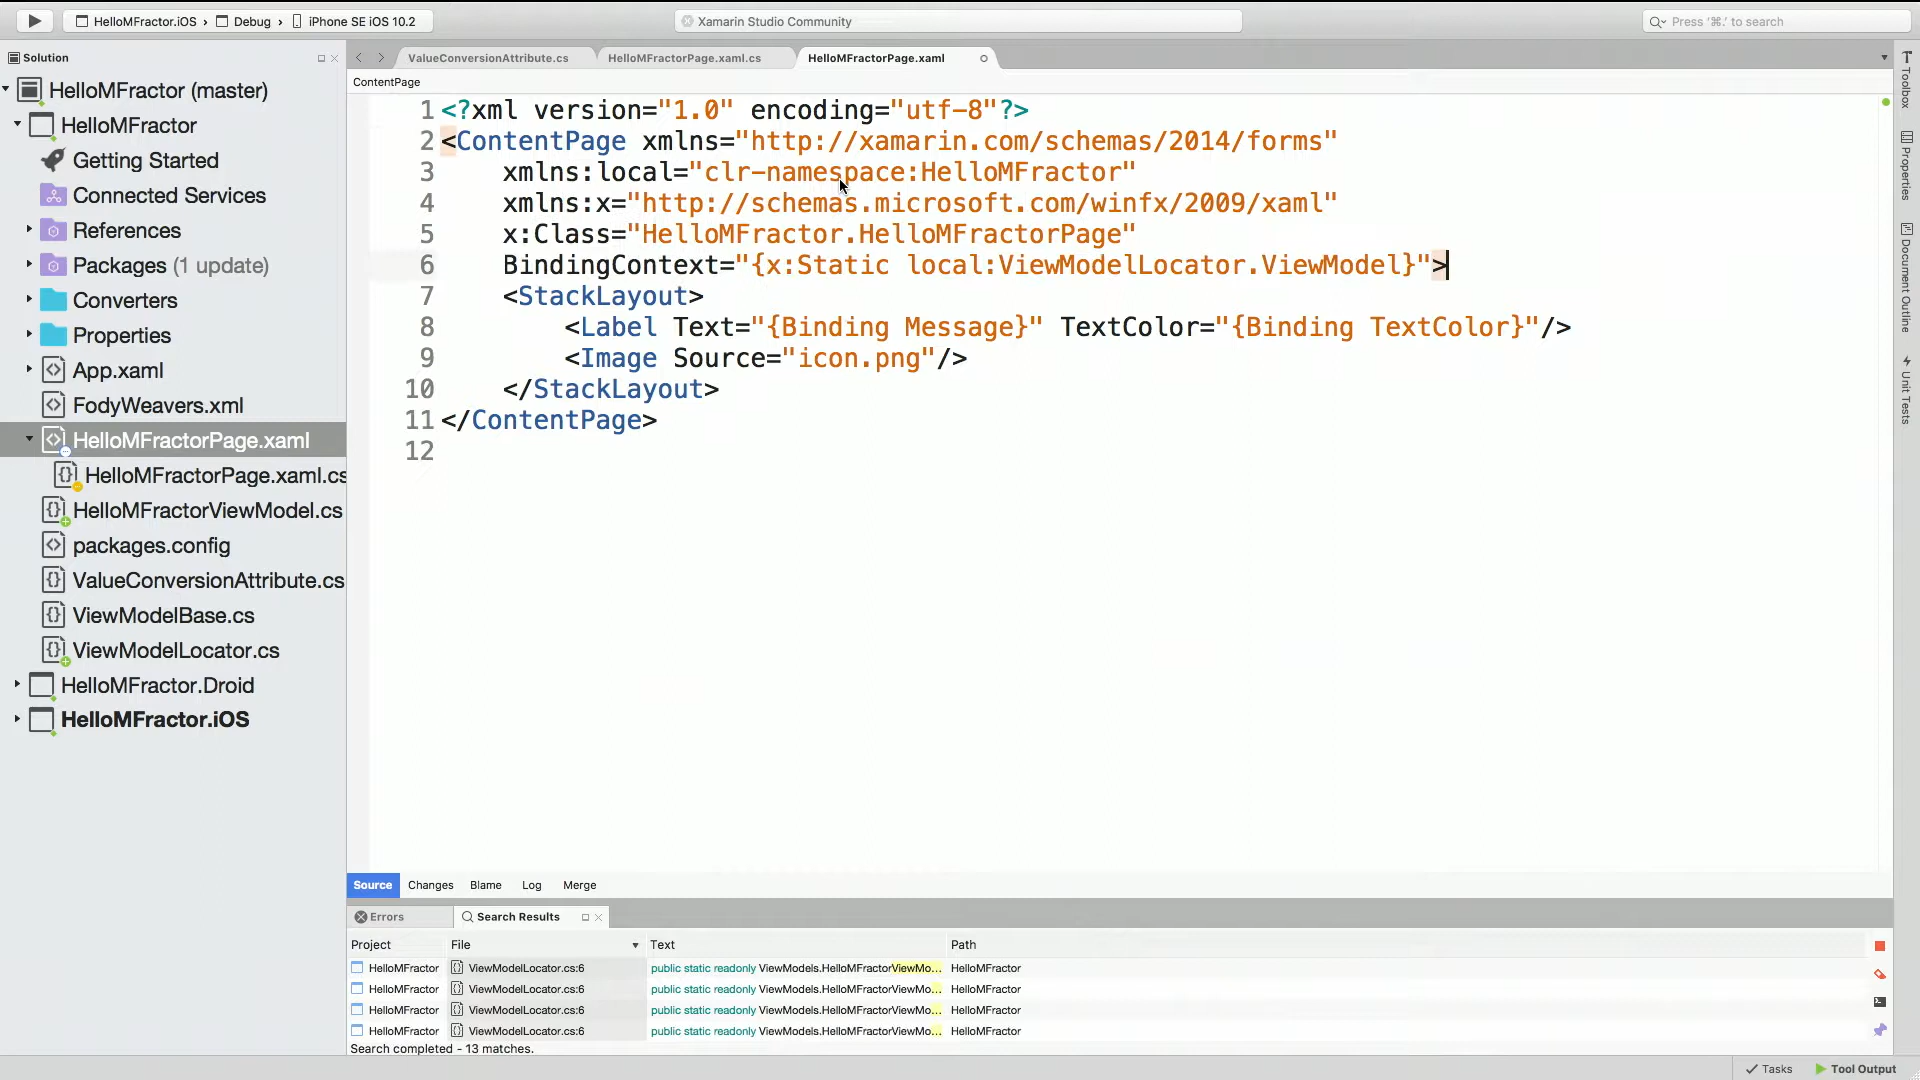 HelloMFractor.iOS › Debug › iPhone SE iOS 10.2
Xamarin Studio Community
Press '⌘.' to search
Solution
HelloMFractor (master)
HelloMFractor
Getting Started
Connected Services
References
Packages (1 update)
Converters
Properties
App.xaml
FodyWeavers.xml
HelloMFractorPage.xaml
HelloMFractorPage.xaml.cs
HelloMFractorViewModel.cs
packages.config
ValueConversionAttribute.cs
ViewModelBase.cs
ViewModelLocator.cs
HelloMFractor.Droid
HelloMFractor.iOS
ValueConversionAttribute.cs
HelloMFractorPage.xaml.cs
HelloMFractorPage.xaml
ContentPage
1 <?xml version="1.0" encoding="utf-8"?>
2 <ContentPage xmlns="http://xamarin.com/schemas/2014/forms"
3 xmlns:local="clr-namespace:HelloMFractor"
4 xmlns:x="http://schemas.microsoft.com/winfx/2009/xaml"
5 x:Class="HelloMFractor.HelloMFractorPage"
6 BindingContext="{x:Static local:ViewModelLocator.ViewModel}">
7 <StackLayout>
8 <Label Text="{Binding Message}" TextColor="{Binding TextColor}"/>
9 <Image Source="icon.png"/>
10 </StackLayout>
11 </ContentPage>
12
Source Changes Blame Log Merge
Errors Search Results
Project File Text Path
HelloMFractor ViewModelLocator.cs:6 public static readonly ViewModels.HelloMFractorViewMo... HelloMFractor
HelloMFractor ViewModelLocator.cs:6 public static readonly ViewModels.HelloMFractorViewMo... HelloMFractor
HelloMFractor ViewModelLocator.cs:6 public static readonly ViewModels.HelloMFractorViewMo... HelloMFractor
HelloMFractor ViewModelLocator.cs:6 public static readonly ViewModels.HelloMFractorViewMo... HelloMFractor
Search completed - 13 matches.
Toolbox
Properties
Document Outline
Unit Tests
Tasks
Tool Output